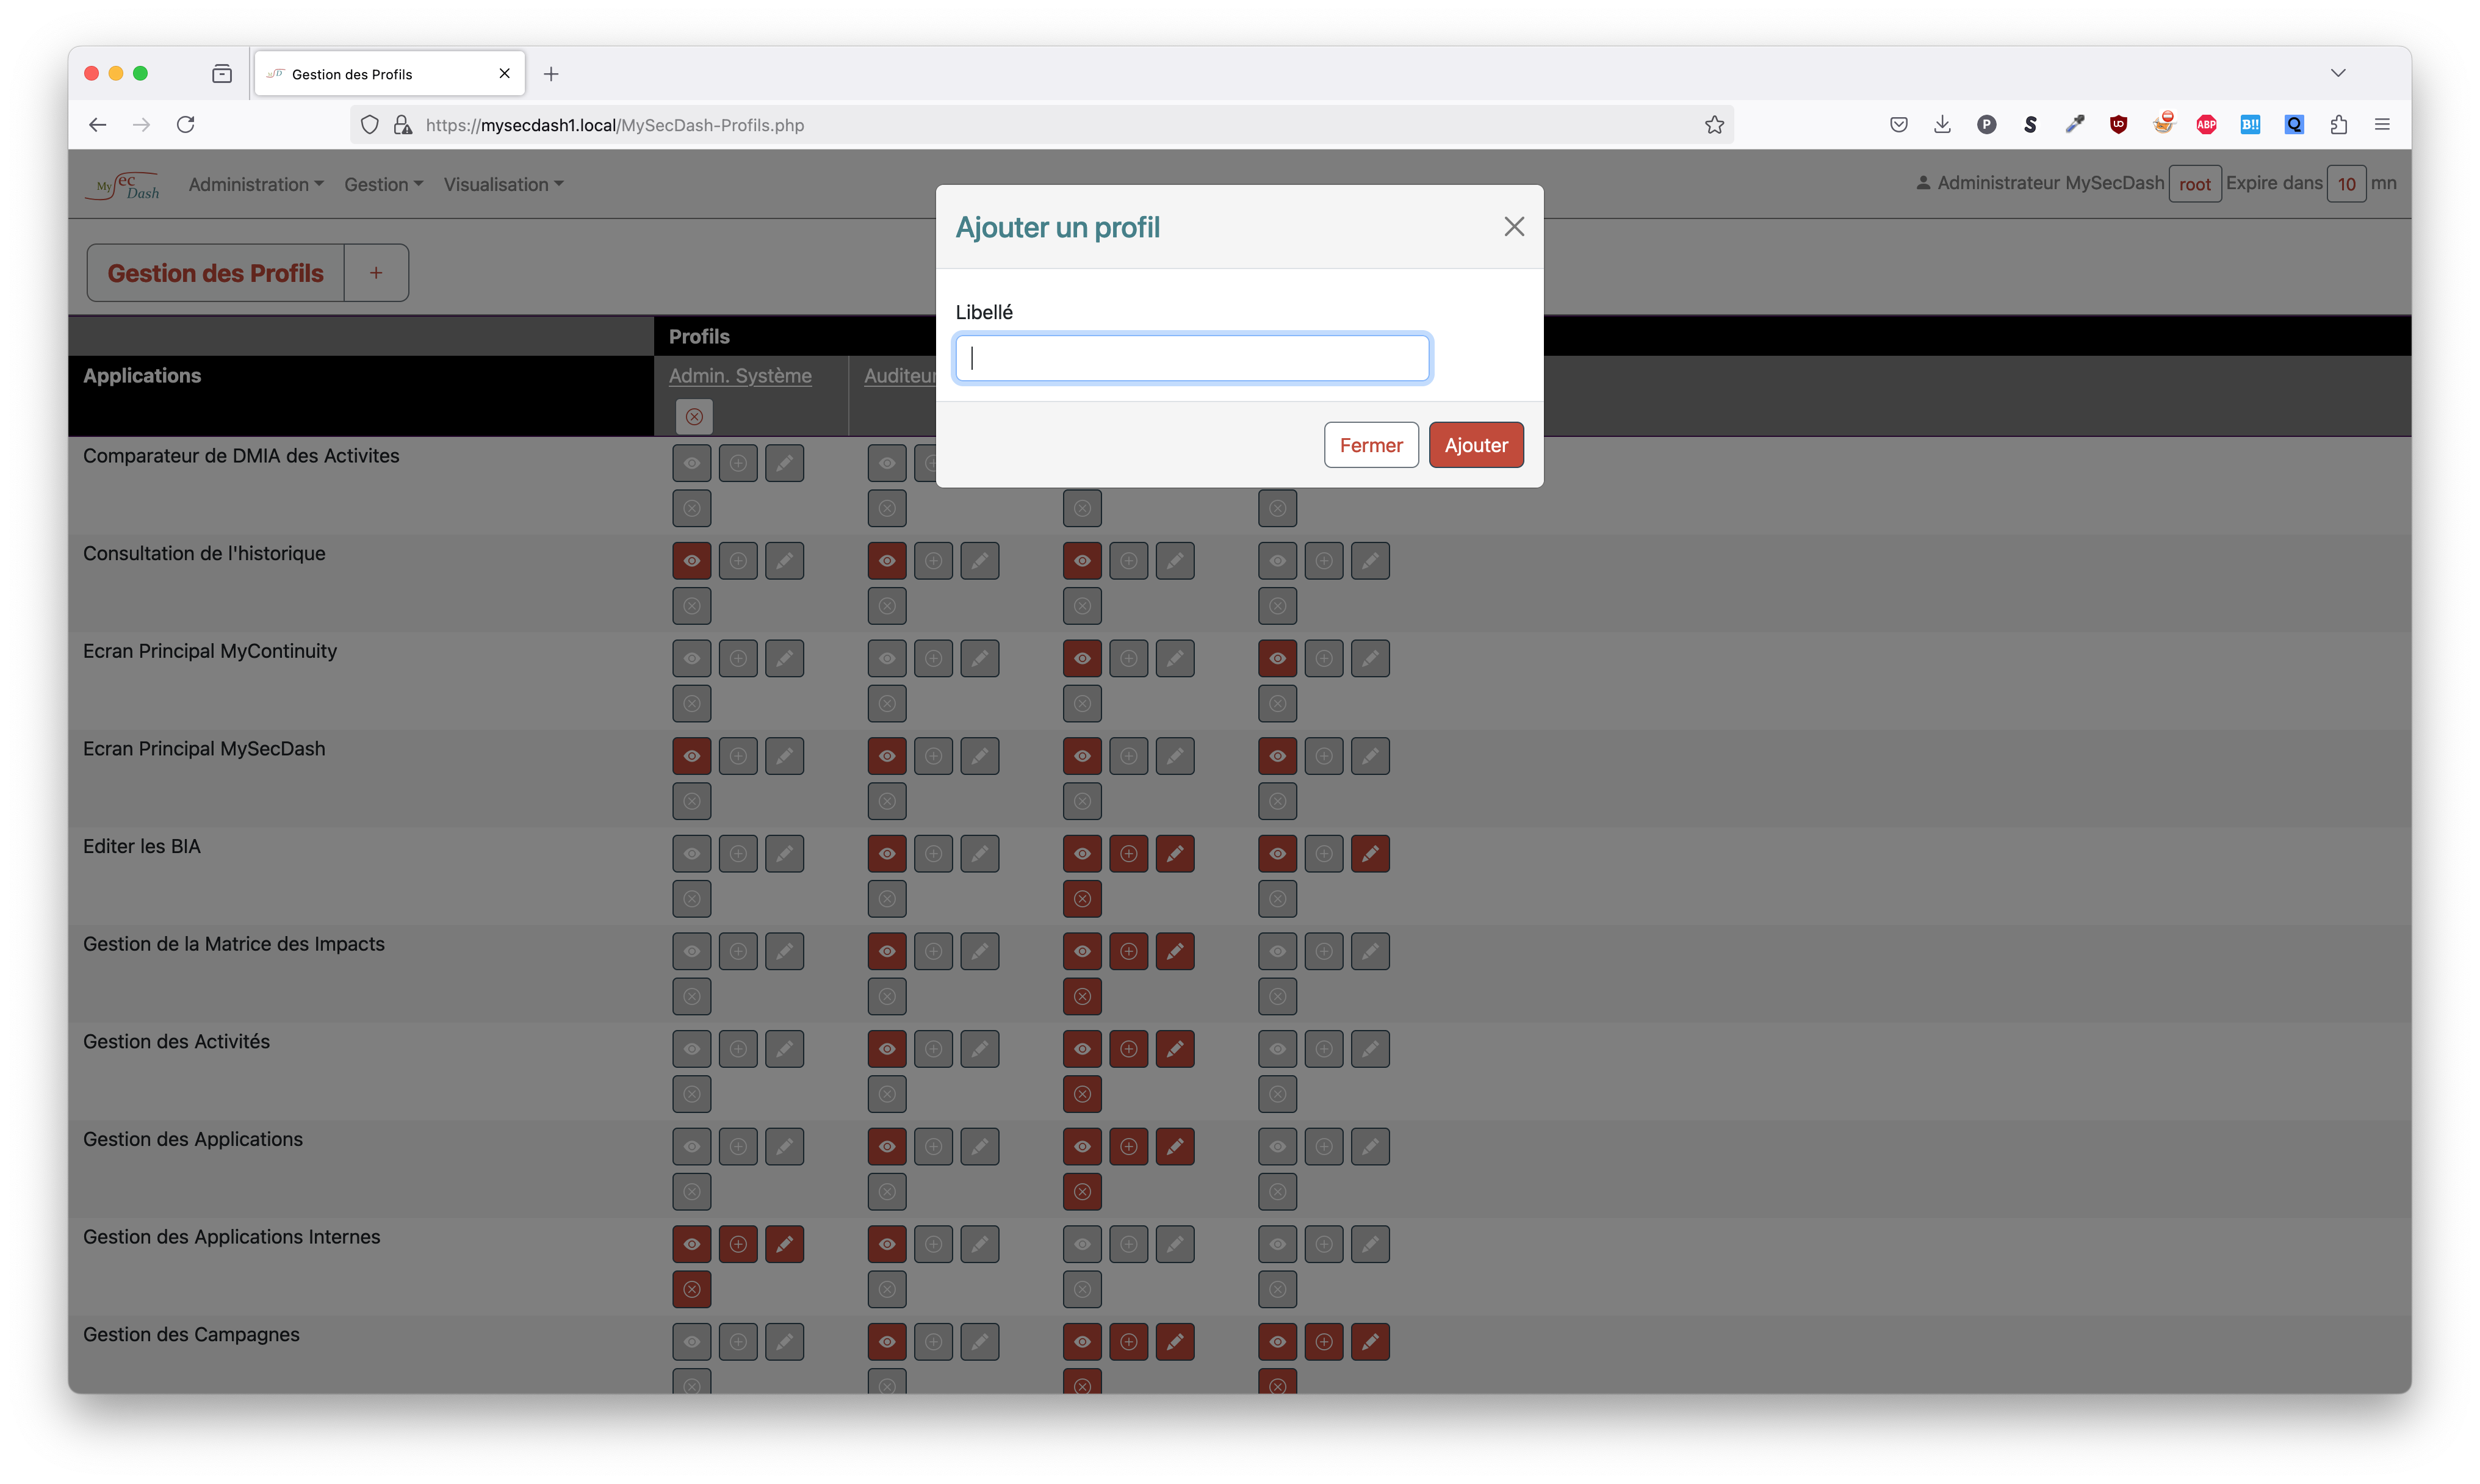 Gestion des Profils
https://mysecdash1.local/MySecDash-Profils.php
My Sec Dash Administration Gestion Visualisation Administrateur MySecDash root Expire dans 10 mn
Ajouter un profil
Gestion des Profils +
Libellé
Profils
Applications Admin. Système Auditeur
Fermer Ajouter
Comparateur de DMIA des Activites
Consultation de l'historique
Ecran Principal MyContinuity
Ecran Principal MySecDash
Editer les BIA
Gestion de la Matrice des Impacts
Gestion des Activités
Gestion des Applications
Gestion des Applications Internes
Gestion des Campagnes